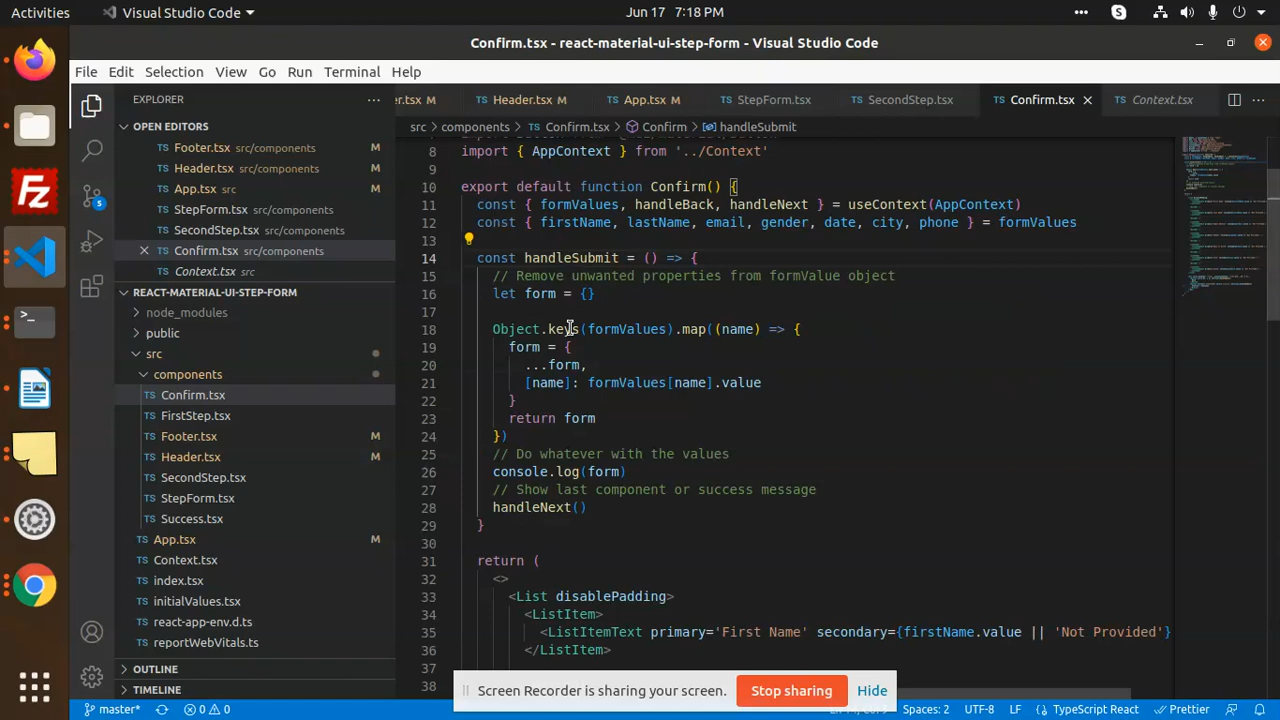 Activities
Visual Studio Code
Jun 17 7:18 PM
Confirm.tsx - react-material-ui-step-form - Visual Studio Code
File Edit Selection View Go Run Terminal Help
EXPLORER
er.tsx M
Header.tsx M
App.tsx M
StepForm.tsx
SecondStep.tsx
Confirm.tsx
Context.tsx
OPEN EDITORS
Footer.tsx src/components M
Header.tsx src/components M
App.tsx src M
StepForm.tsx src/components
SecondStep.tsx src/components
Confirm.tsx src/components
Context.tsx src
REACT-MATERIAL-UI-STEP-FORM
node_modules
public
src
components
Confirm.tsx
FirstStep.tsx
Footer.tsx M
Header.tsx M
SecondStep.tsx
StepForm.tsx
Success.tsx
App.tsx M
Context.tsx
index.tsx
initialValues.tsx
react-app-env.d.ts
reportWebVitals.ts
OUTLINE
TIMELINE
src > components > Confirm.tsx > Confirm > handleSubmit
8 import { AppContext } from '../Context'
9
10 export default function Confirm() {
11 const { formValues, handleBack, handleNext } = useContext(AppContext)
12 const { firstName, lastName, email, gender, date, city, phone } = formValues
13
14 const handleSubmit = () => {
15 // Remove unwanted properties from formValue object
16 let form = {}
17
18 Object.keys(formValues).map((name) => {
19 form = {
20 ...form,
21 [name]: formValues[name].value
22 }
23 return form
24 })
25 // Do whatever with the values
26 console.log(form)
27 // Show last component or success message
28 handleNext()
29 }
30
31 return (
32 <>
33 <List disablePadding>
34 <ListItem>
35 <ListItemText primary='First Name' secondary={firstName.value || 'Not Provided'}
36 </ListItem>
37
38
5
Fz
Screen Recorder is sharing your screen.
Stop sharing
Hide
master*
0 0
Spaces: 2
UTF-8
LF
TypeScript React
Prettier